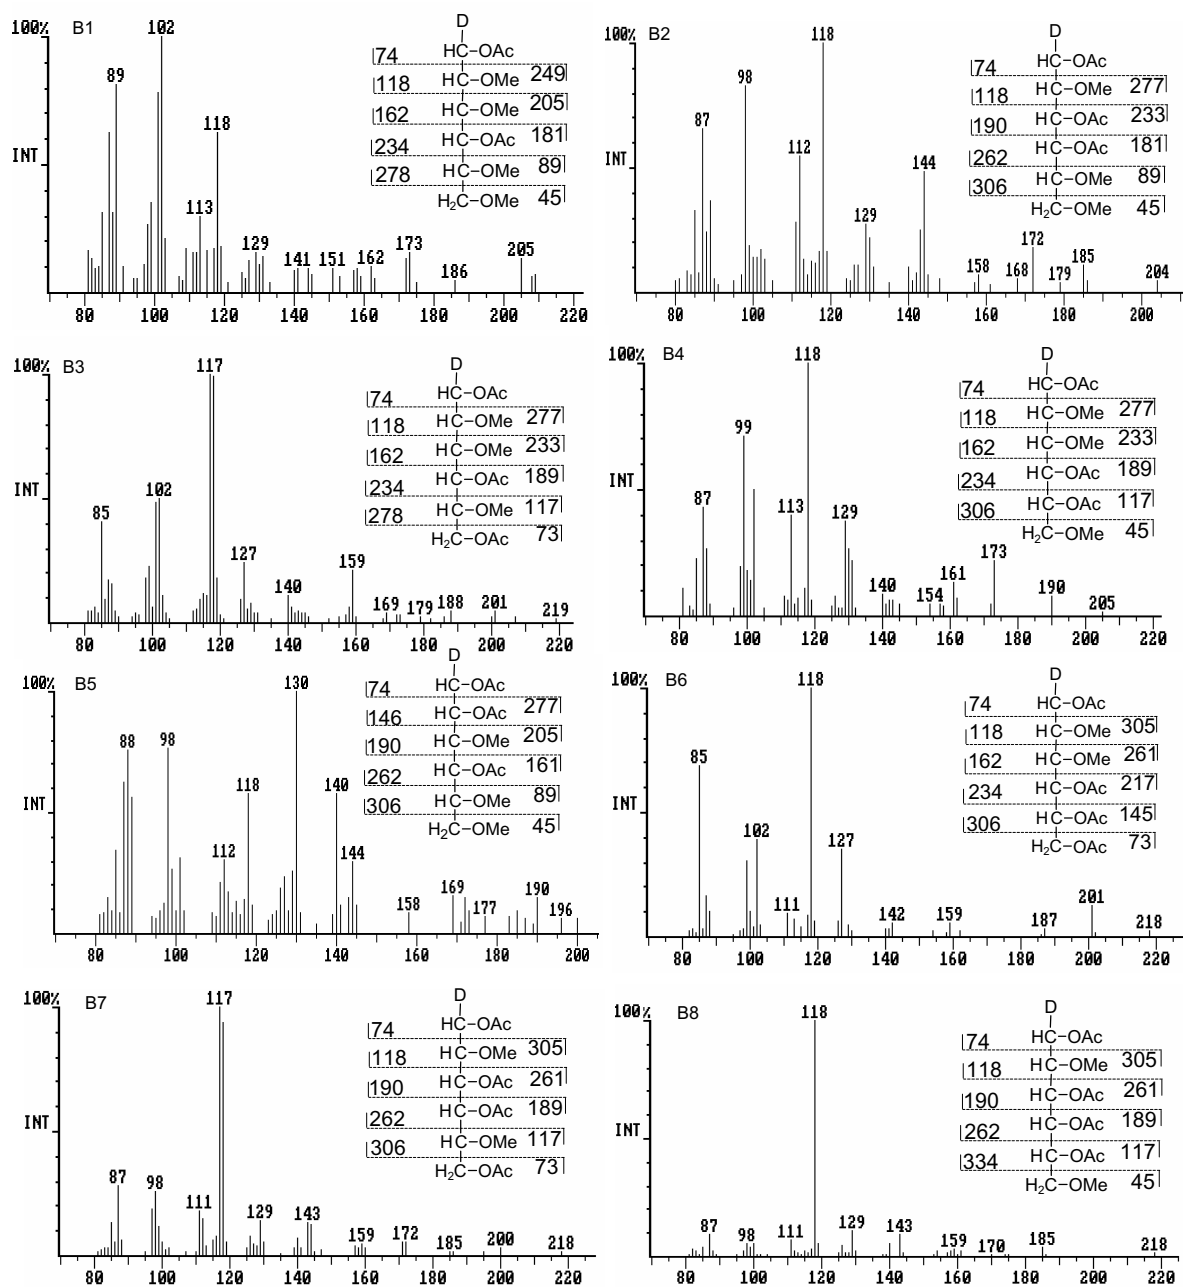 B1
100%
INT
102
89
118
113
129
141
151
162
173
186
205
80 100 120 140 160 180 200 220
D
HC–OAc
74
HC–OMe 249
118
HC–OMe 205
162
HC–OAc 181
234
HC–OMe 89
278
H2C–OMe 45
B2
100%
INT
118
98
87
112
144
129
158
168
172
179
185
204
80 100 120 140 160 180 200
D
HC–OAc
74
HC–OMe 277
118
HC–OAc 233
190
HC–OAc 181
262
HC–OMe 89
306
H2C–OMe 45
B3
100%
INT
117
102
85
127
140
159
169
179
188
201
219
80 100 120 140 160 180 200 220
D
HC–OAc
74
HC–OMe 277
118
HC–OMe 233
162
HC–OAc 189
234
HC–OMe 117
278
H2C–OAc 73
B4
100%
INT
118
99
87
113
129
140
154
161
173
190
205
80 100 120 140 160 180 200 220
D
HC–OAc
74
HC–OMe 277
118
HC–OMe 233
162
HC–OAc 189
234
HC–OAc 117
306
H2C–OMe 45
B5
100%
INT
130
88
98
118
140
112
144
158
169
177
190
196
80 100 120 140 160 180 200
D
HC–OAc
74
HC–OAc 277
146
HC–OMe 205
190
HC–OAc 161
262
HC–OMe 89
306
H2C–OMe 45
B6
100%
INT
118
85
102
127
111
142
159
187
201
218
80 100 120 140 160 180 200 220
D
HC–OAc
74
HC–OMe 305
118
HC–OMe 261
162
HC–OAc 217
234
HC–OAc 145
306
H2C–OAc 73
B7
100%
INT
117
87
98
111
129
143
159
172
185
200
218
80 100 120 140 160 180 200 220
D
HC–OAc
74
HC–OMe 305
118
HC–OAc 261
190
HC–OAc 189
262
HC–OMe 117
306
H2C–OAc 73
B8
100%
INT
118
87
98
111
129
143
159
170
185
218
80 100 120 140 160 180 200 220
D
HC–OAc
74
HC–OMe 305
118
HC–OAc 261
190
HC–OAc 189
262
HC–OAc 117
334
H2C–OMe 45